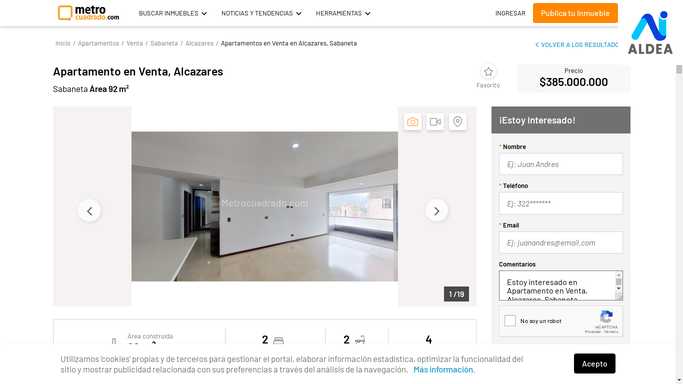 metro
cuadrado.com
BUSCAR INMUEBLES
NOTICIAS Y TENDENCIAS
HERRAMIENTAS
INGRESAR
Publica tu Inmueble
AI
ALDEA
Inicio / Apartamentos / Venta / Sabaneta / Alcazares / Apartamentos en Venta en Alcazares, Sabaneta
VOLVER A LOS RESULTADO
Apartamento en Venta, Alcazares
Sabaneta Área 92 m²
Favorito
Precio
$385.000.000
Metrocuadrado.com
1 /19
¡Estoy Interesado!
* Nombre
Ej: Juan Andres
* Teléfono
Ej: 322*******
* Email
Ej: juanandres@email.com
Comentarios
Estoy interesado en
Apartamento en Venta,
Alcazares, Sabaneta
No soy un robot
reCAPTCHA
Privacidad - Términos
Área construida
2
2
4
Utilizamos 'cookies' propias y de terceros para gestionar el portal, elaborar información estadística, optimizar la funcionalidad del
sitio y mostrar publicidad relacionada con sus preferencias a través del análisis de la navegación. Más información.
Acepto